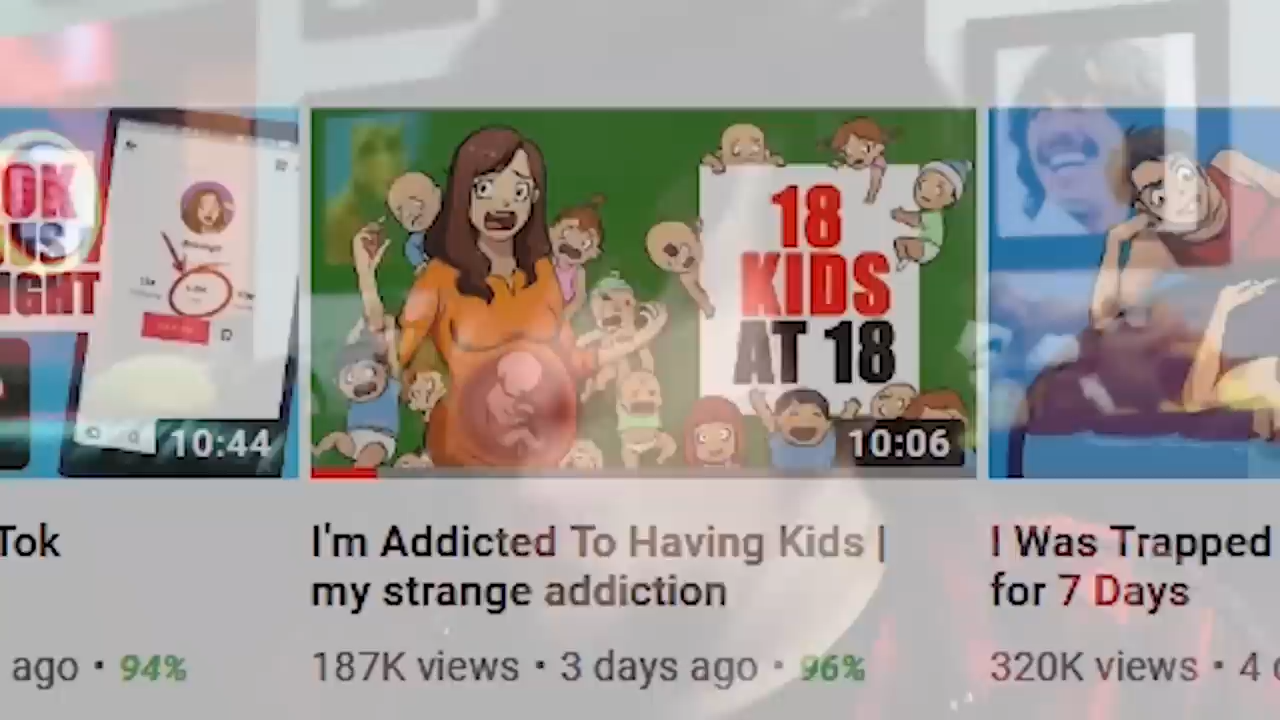 18
KIDS
AT 18
10:44
10:06
Tok
I'm Addicted To Having Kids |
my strange addiction
I Was Trapped
for 7 Days
ago • 94%
187K views • 3 days ago • 96%
320K views • 4